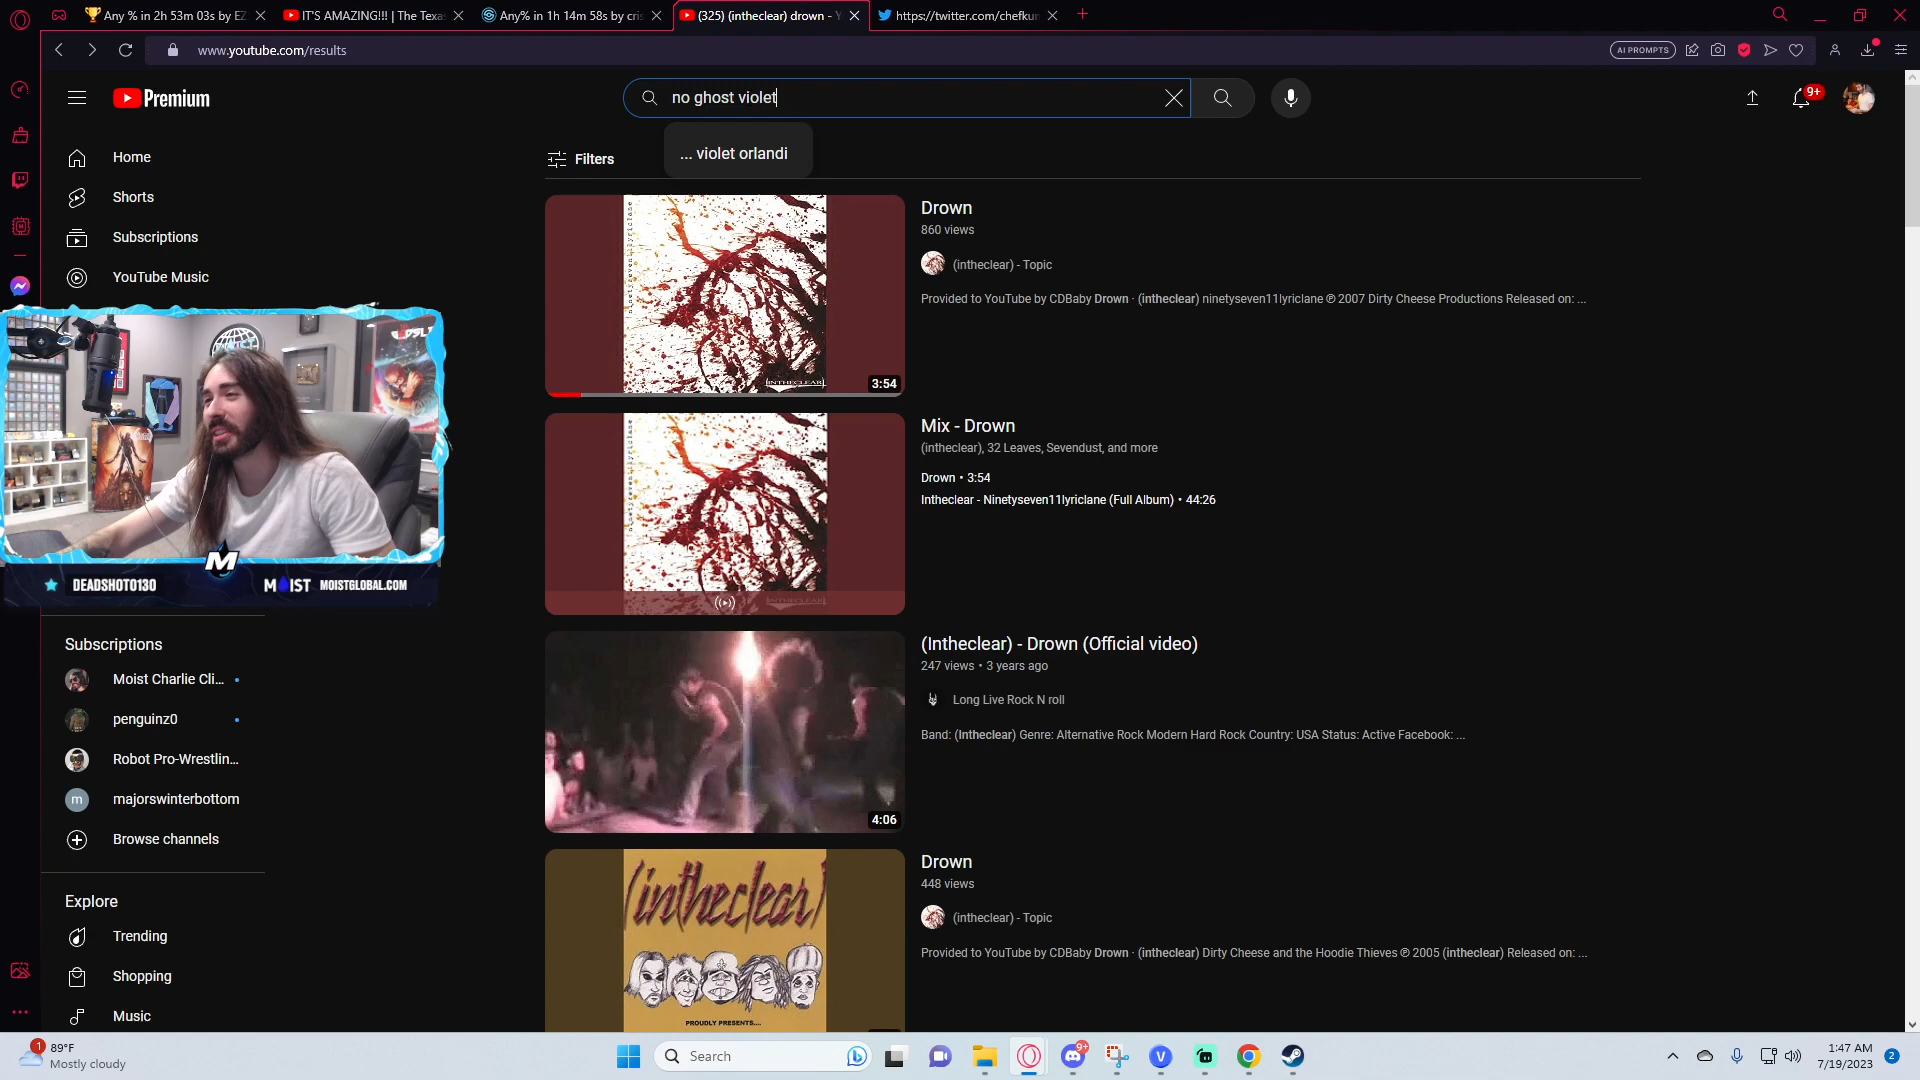 Any % in 2h 53m 03s by EZ
IT'S AMAZING!!! | The Texa
Any% in 1h 14m 58s by cri
(325) (intheclear) drown - Y
https://twitter.com/chefkun
www.youtube.com/results
AI PROMPTS
Premium
no ghost violet
9+
... violet orlandi
Filters
Home
Shorts
Subscriptions
YouTube Music
DEADSHOT0130
M
MOIST
MOISTGLOBAL.COM
Subscriptions
Moist Charlie Cli...
penguinz0
Robot Pro-Wrestlin...
m
majorswinterbottom
Browse channels
Explore
Trending
Shopping
Music
3:54
Drown
860 views
(intheclear) - Topic
Provided to YouTube by CDBaby Drown · (intheclear) ninetyseven11lyriclane ℗ 2007 Dirty Cheese Productions Released on: ...
Mix - Drown
(intheclear), 32 Leaves, Sevendust, and more
Drown • 3:54
Intheclear - Ninetyseven11lyriclane (Full Album) • 44:26
4:06
(Intheclear) - Drown (Official video)
247 views • 3 years ago
Long Live Rock N roll
Band: (Intheclear) Genre: Alternative Rock Modern Hard Rock Country: USA Status: Active Facebook: ...
(intheclear)
PROUDLY PRESENTS....
Drown
448 views
(intheclear) - Topic
Provided to YouTube by CDBaby Drown · (intheclear) Dirty Cheese and the Hoodie Thieves ℗ 2005 (intheclear) Released on: ...
1
89°F
Mostly cloudy
Search
9+
V
1:47 AM
7/19/2023
2